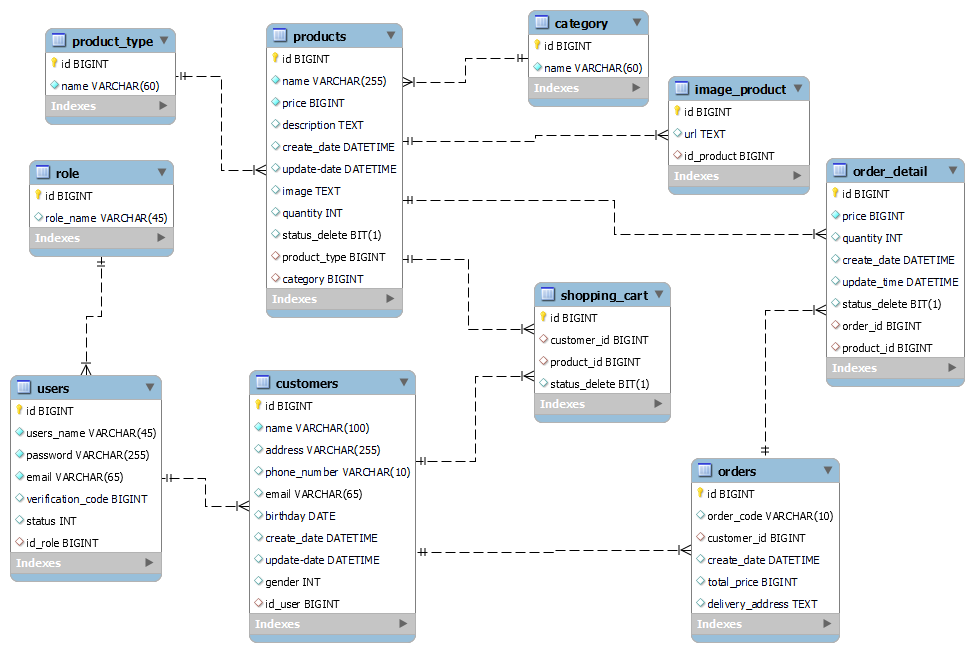 product_type
id BIGINT
name VARCHAR(60)
Indexes
products
id BIGINT
name VARCHAR(255)
price BIGINT
description TEXT
create_date DATETIME
update-date DATETIME
image TEXT
quantity INT
status_delete BIT(1)
product_type BIGINT
category BIGINT
Indexes
category
id BIGINT
name VARCHAR(60)
Indexes
image_product
id BIGINT
url TEXT
id_product BIGINT
Indexes
order_detail
id BIGINT
price BIGINT
quantity INT
create_date DATETIME
update_time DATETIME
status_delete BIT(1)
order_id BIGINT
product_id BIGINT
Indexes
role
id BIGINT
role_name VARCHAR(45)
Indexes
shopping_cart
id BIGINT
customer_id BIGINT
product_id BIGINT
status_delete BIT(1)
Indexes
users
id BIGINT
users_name VARCHAR(45)
password VARCHAR(255)
email VARCHAR(65)
verification_code BIGINT
status INT
id_role BIGINT
Indexes
customers
id BIGINT
name VARCHAR(100)
address VARCHAR(255)
phone_number VARCHAR(10)
email VARCHAR(65)
birthday DATE
create_date DATETIME
update-date DATETIME
gender INT
id_user BIGINT
Indexes
orders
id BIGINT
order_code VARCHAR(10)
customer_id BIGINT
create_date DATETIME
total_price BIGINT
delivery_address TEXT
Indexes